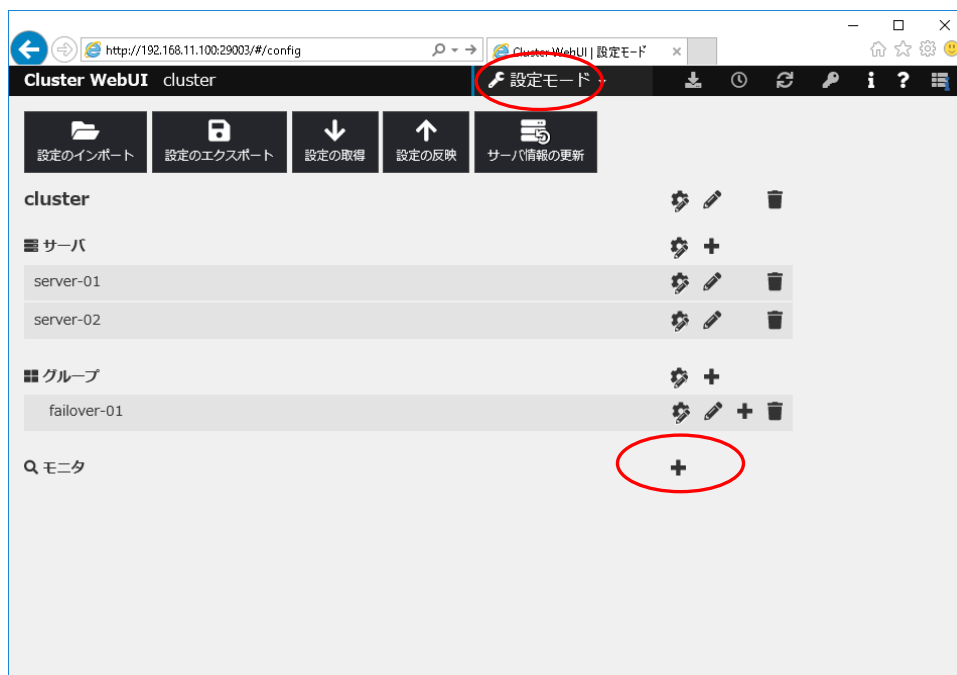 http://192.168.11.100:29003/#/config
Cluster WebUI | 設定モード
Cluster WebUI cluster 設定モード
設定のインポート 設定のエクスポート 設定の取得 設定の反映 サーバ情報の更新
cluster
サーバ
server-01
server-02
グループ
failover-01
モニタ